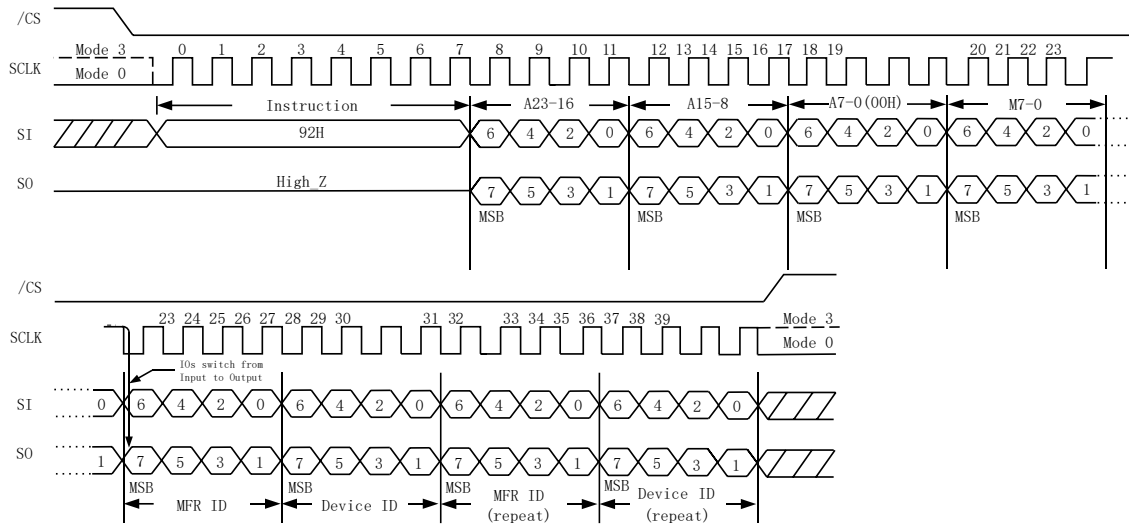 /CS
Mode 3 0 1 2 3 4 5 6 7 8 9 10 11 12 13 14 15 16 17 18 19 20 21 22 23
SCLK Mode 0
Instruction A23-16 A15-8 A7-0(00H) M7-0
SI 92H 6 4 2 0 6 4 2 0 6 4 2 0 6 4 2 0
SO High_Z 7 5 3 1 7 5 3 1 7 5 3 1 7 5 3 1
MSB MSB MSB MSB
/CS
23 24 25 26 27 28 29 30 31 32 33 34 35 36 37 38 39 Mode 3
SCLK Mode 0
IOs switch from
Input to Output
SI 0 6 4 2 0 6 4 2 0 6 4 2 0 6 4 2 0
SO 1 7 5 3 1 7 5 3 1 7 5 3 1 7 5 3 1
MSB MSB MSB MSB
MFR ID Device ID MFR ID Device ID
(repeat) (repeat)